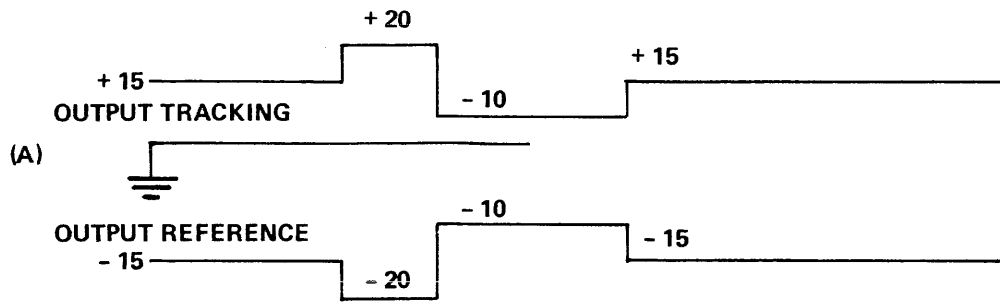 + 20
+ 15
+ 15
OUTPUT TRACKING
- 10
(A)
- 10
OUTPUT REFERENCE
- 15
- 15
- 20